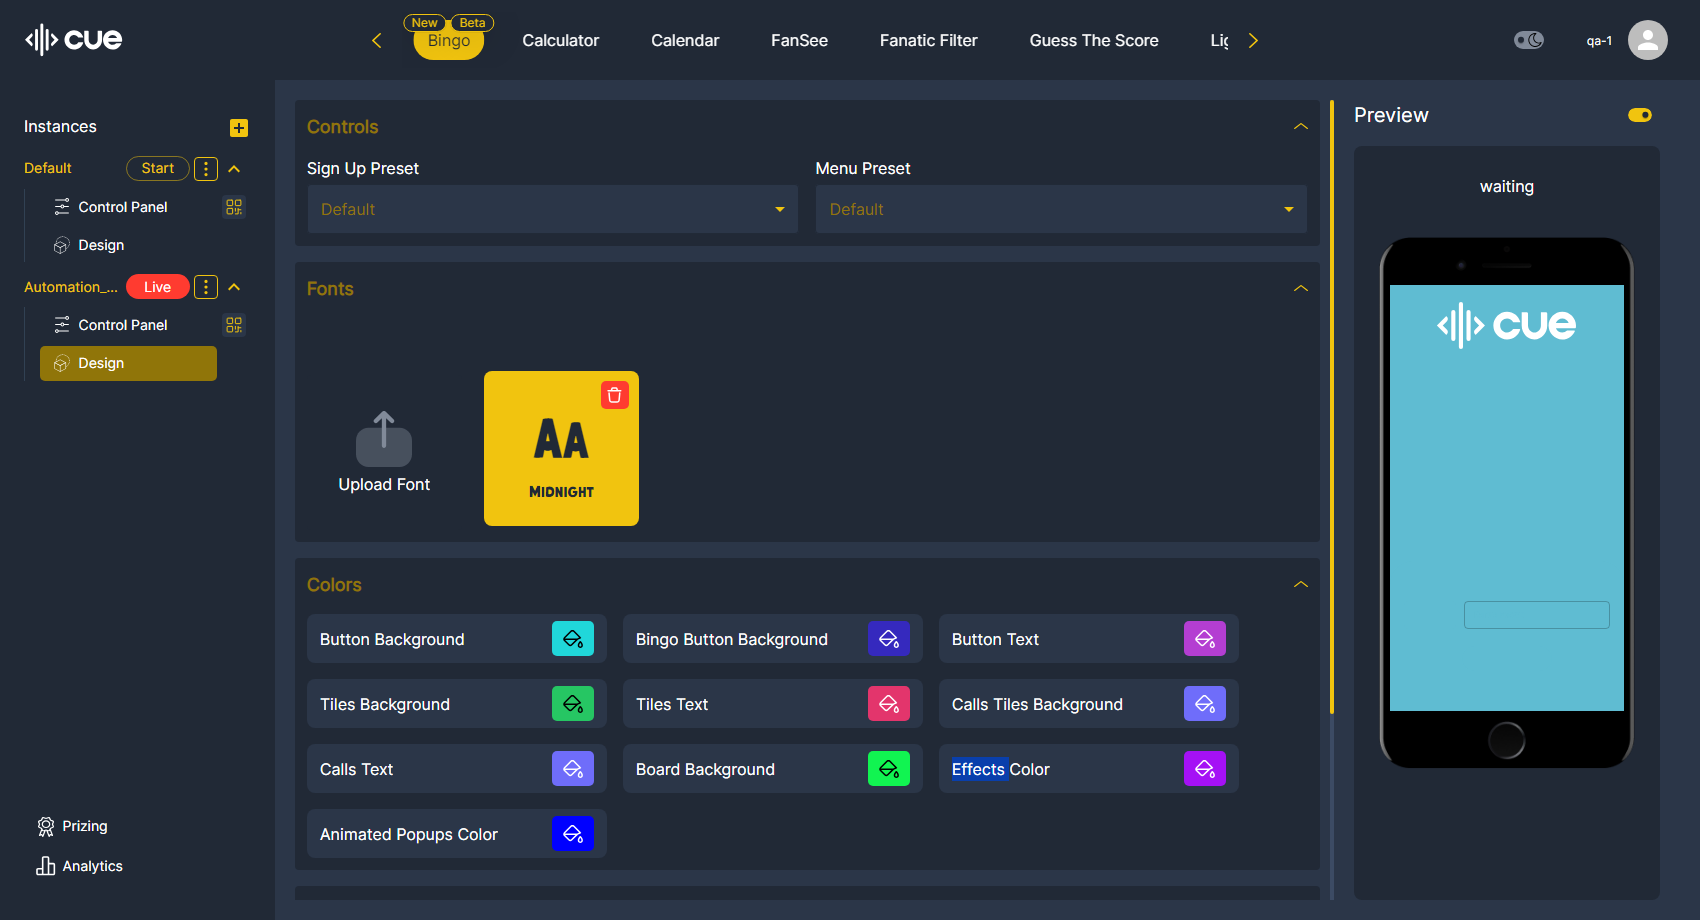 cue
New
Beta
Bingo
Calculator
Calendar
FanSee
Fanatic Filter
Guess The Score
Lig
qa-1
Instances
Default
Start
Control Panel
Design
Automation_...
Live
Control Panel
Design
Prizing
Analytics
Controls
Sign Up Preset
Menu Preset
Default
Default
Fonts
Upload Font
AA
MIDNIGHT
Colors
Button Background
Bingo Button Background
Button Text
Tiles Background
Tiles Text
Calls Tiles Background
Calls Text
Board Background
Effects Color
Animated Popups Color
Preview
waiting
cue